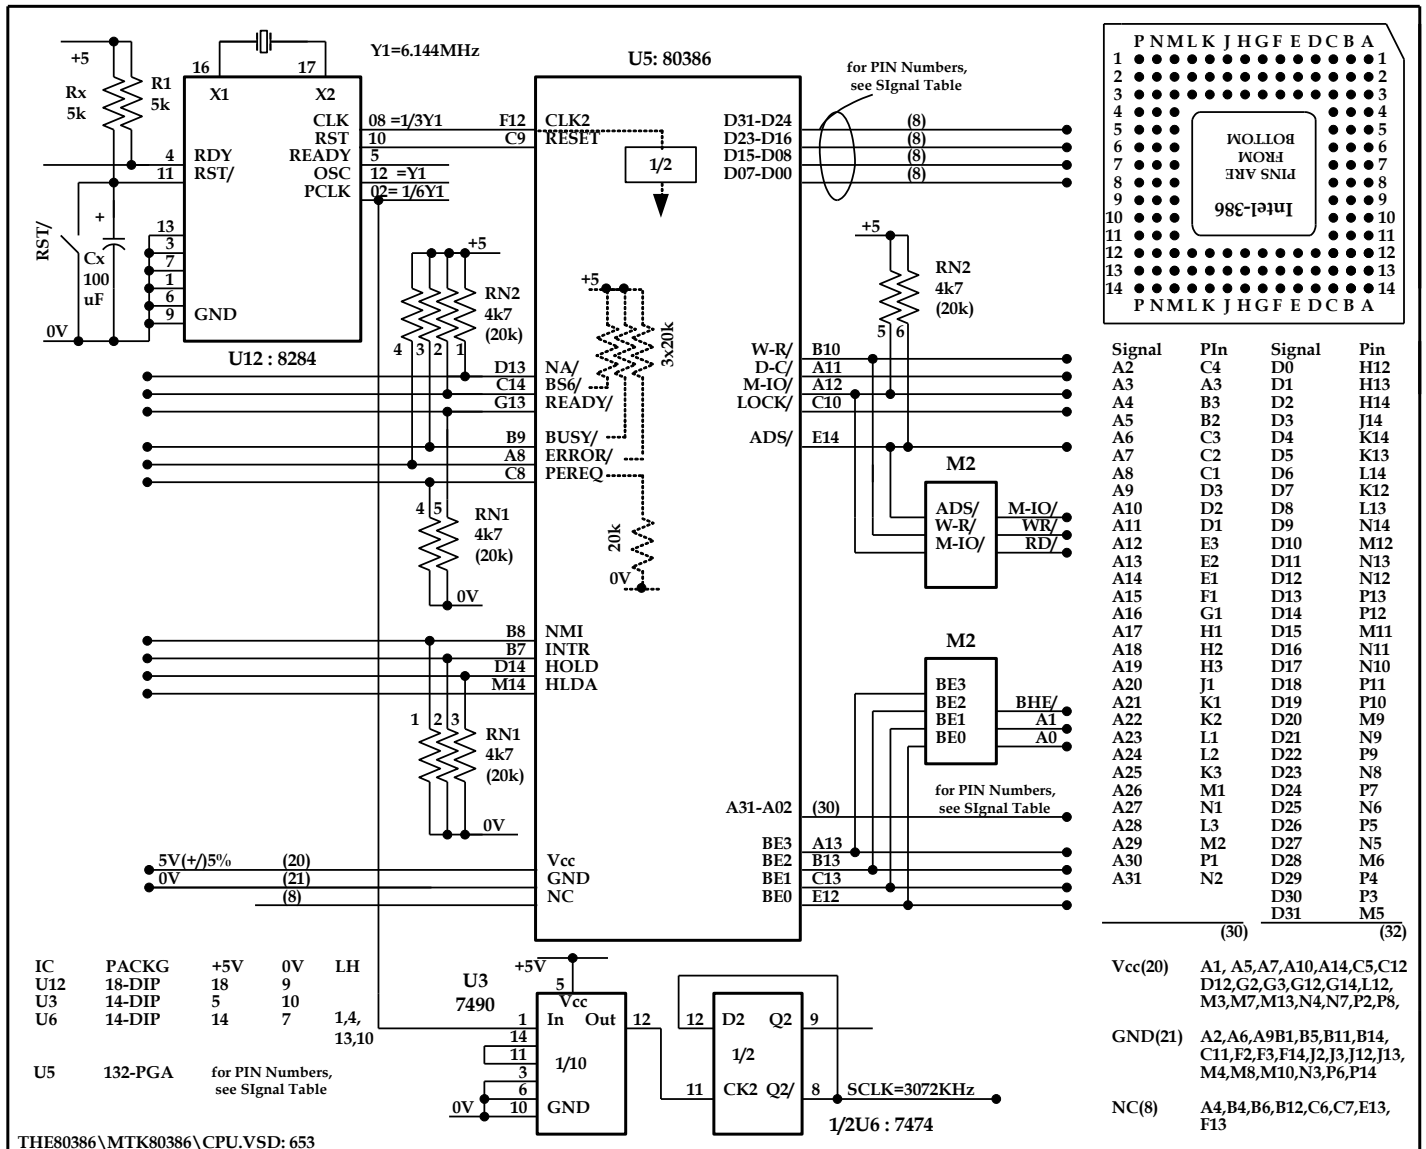 +5
Rx
5k
R1
5k
Y1=6.144MHz
16
17
X1
X2
CLK
08 =1/3Y1
RST
10
READY
5
OSC
12 =Y1
PCLK
02= 1/6Y1
4
RDY
11
RST/
RST/
+
Cx
100
uF
13
3
7
1
6
9
GND
0V
U12 : 8284
U5: 80386
F12
CLK2
C9
RESET
1/2
+5
RN2
4k7
(20k)
4 3 2 1
D13
NA/
C14
BS6/
G13
READY/
B9
BUSY/
A8
ERROR/
C8
PEREQ
+5
3x20k
20k
0V
4 5
RN1
4k7
(20k)
0V
B8
NMI
B7
INTR
D14
HOLD
M14
HLDA
1 2 3
RN1
4k7
(20k)
0V
5V(+/)5%
(20)
Vcc
0V
(21)
GND
(8)
NC
for PIN Numbers,
see SIgnal Table
D31-D24
(8)
D23-D16
(8)
D15-D08
(8)
D07-D00
(8)
+5
RN2
4k7
(20k)
5 6
W-R/
B10
D-C/
A11
M-IO/
A12
LOCK/
C10
ADS/
E14
M2
ADS/
M-IO/
W-R/
WR/
M-IO/
RD/
M2
BE3
BE2
BHE/
BE1
A1
BE0
A0
for PIN Numbers,
see SIgnal Table
A31-A02
(30)
BE3
A13
BE2
B13
BE1
C13
BE0
E12
P N M L K J H G F E D C B A
1 1
2 2
3 3
4 4
5 5
6 6
7 7
8 8
9 9
10 10
11 11
12 12
13 13
14 14
P N M L K J H G F E D C B A
Intel-386
PINS ARE
FROM
BOTTOM
Signal PIn Signal Pin
A2 C4 D0 H12
A3 A3 D1 H13
A4 B3 D2 H14
A5 B2 D3 J14
A6 C3 D4 K14
A7 C2 D5 K13
A8 C1 D6 L14
A9 D3 D7 K12
A10 D2 D8 L13
A11 D1 D9 N14
A12 E3 D10 M12
A13 E2 D11 N13
A14 E1 D12 N12
A15 F1 D13 P13
A16 G1 D14 P12
A17 H1 D15 M11
A18 H2 D16 N11
A19 H3 D17 N10
A20 J1 D18 P11
A21 K1 D19 P10
A22 K2 D20 M9
A23 L1 D21 N9
A24 L2 D22 P9
A25 K3 D23 N8
A26 M1 D24 P7
A27 N1 D25 N6
A28 L3 D26 P5
A29 M2 D27 N5
A30 P1 D28 M6
A31 N2 D29 P4
D30 P3
D31 M5
(30) (32)
Vcc(20) A1, A5,A7,A10,A14,C5,C12
D12,G2,G3,G12,G14,L12,
M3,M7,M13,N4,N7,P2,P8,
GND(21) A2,A6,A9B1,B5,B11,B14,
C11,F2,F3,F14,J2,J3,J12,J13,
M4,M8,M10,N3,P6,P14
NC(8) A4,B4,B6,B12,C6,C7,E13,
F13
IC PACKG +5V 0V LH
U12 18-DIP 18 9
U3 14-DIP 5 10
U6 14-DIP 14 7 1,4,
13,10
U5 132-PGA for PIN Numbers,
see SIgnal Table
+5V
U3
7490
5
Vcc
1
In
Out
12
14
11
1/10
3
6
0V
10
GND
12
D2
Q2
9
1/2
11
CK2
Q2/
8
SCLK=3072KHz
1/2U6 : 7474
THE80386\MTK80386\CPU.VSD: 653